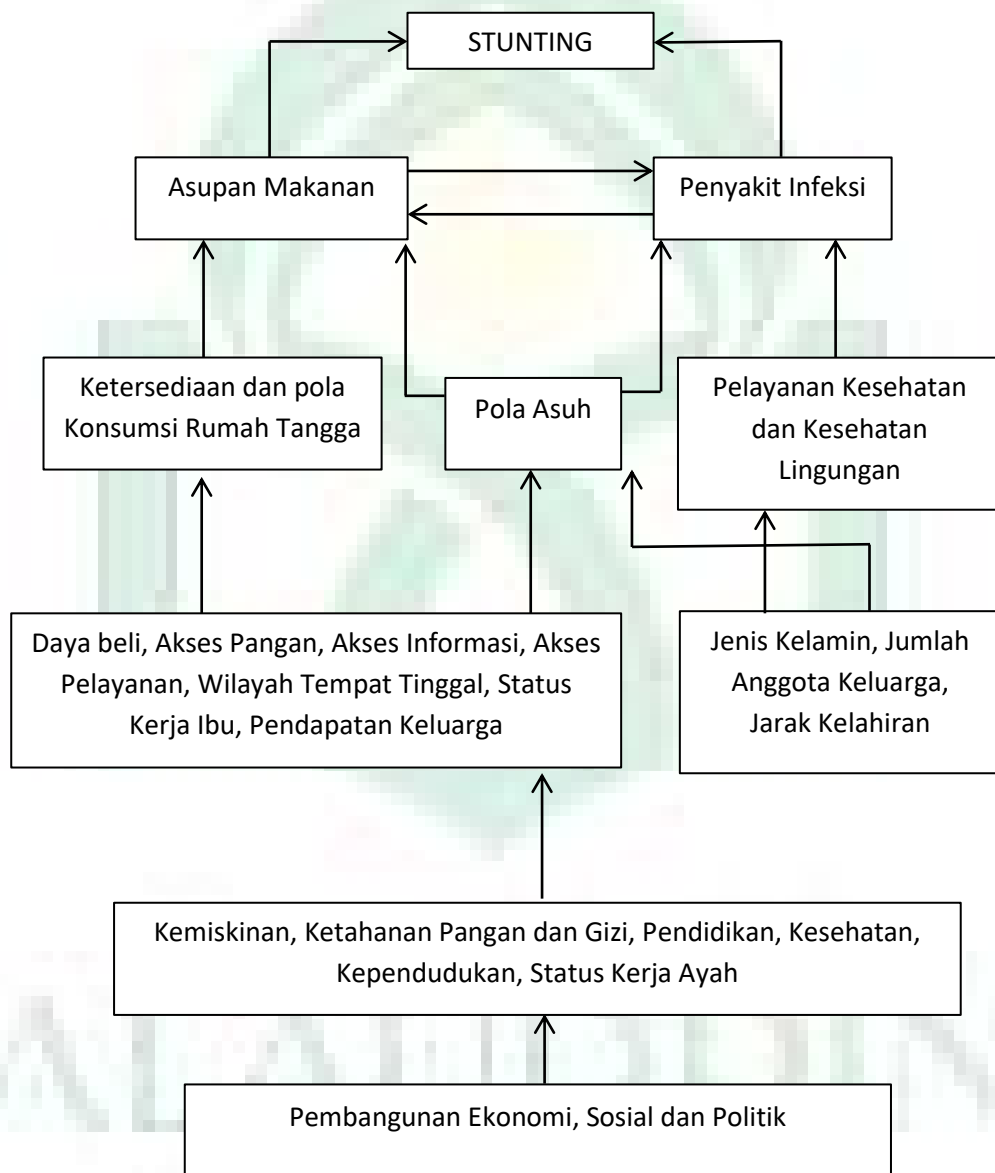 STUNTING
Asupan Makanan
Penyakit Infeksi
Ketersediaan dan pola
Konsumsi Rumah Tangga
Pola Asuh
Pelayanan Kesehatan
dan Kesehatan
Lingungan
Daya beli, Akses Pangan, Akses Informasi, Akses
Pelayanan, Wilayah Tempat Tinggal, Status
Kerja Ibu, Pendapatan Keluarga
Jenis Kelamin, Jumlah
Anggota Keluarga,
Jarak Kelahiran
Kemiskinan, Ketahanan Pangan dan Gizi, Pendidikan, Kesehatan,
Kependudukan, Status Kerja Ayah
Pembangunan Ekonomi, Sosial dan Politik